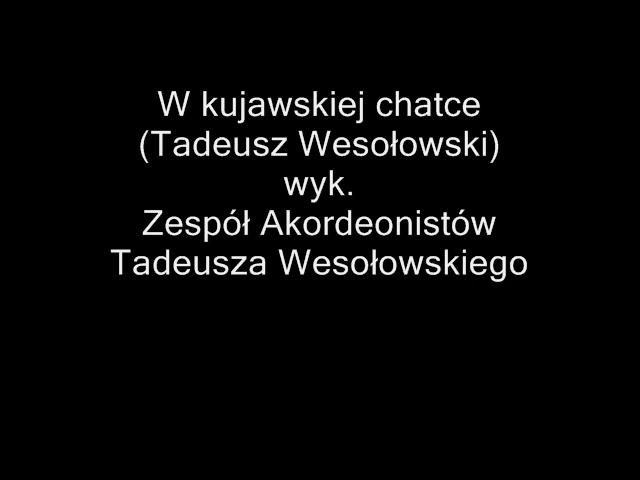 W kujawskiej chatce
(Tadeusz Wesołowski)
wyk.
Zespół Akordeonistów
Tadeusza Wesołowskiego